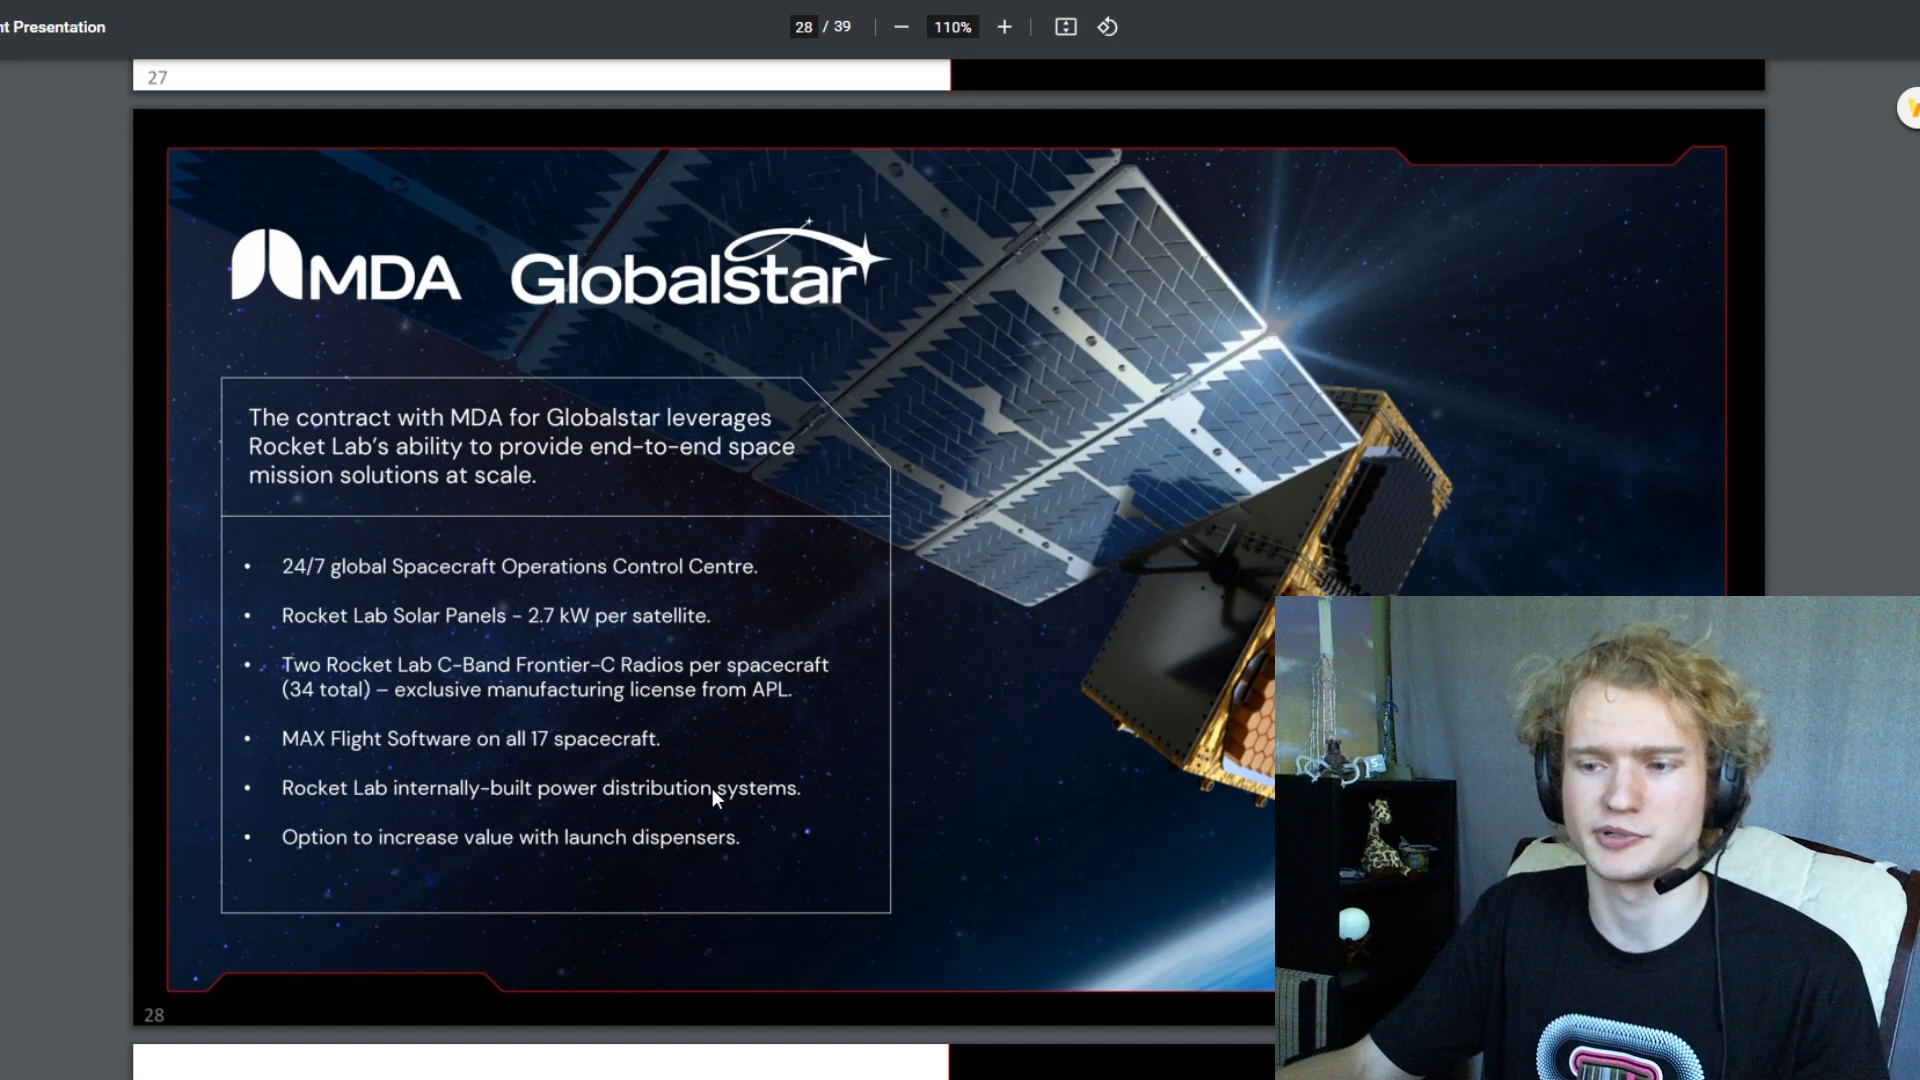 nt Presentation
28 / 39
110%
27
MDA Globalstar
The contract with MDA for Globalstar leverages
Rocket Lab’s ability to provide end-to-end space
mission solutions at scale.
• 24/7 global Spacecraft Operations Control Centre.
• Rocket Lab Solar Panels - 2.7 kW per satellite.
• Two Rocket Lab C-Band Frontier-C Radios per spacecraft
(34 total) – exclusive manufacturing license from APL.
• MAX Flight Software on all 17 spacecraft.
• Rocket Lab internally-built power distribution systems.
• Option to increase value with launch dispensers.
28